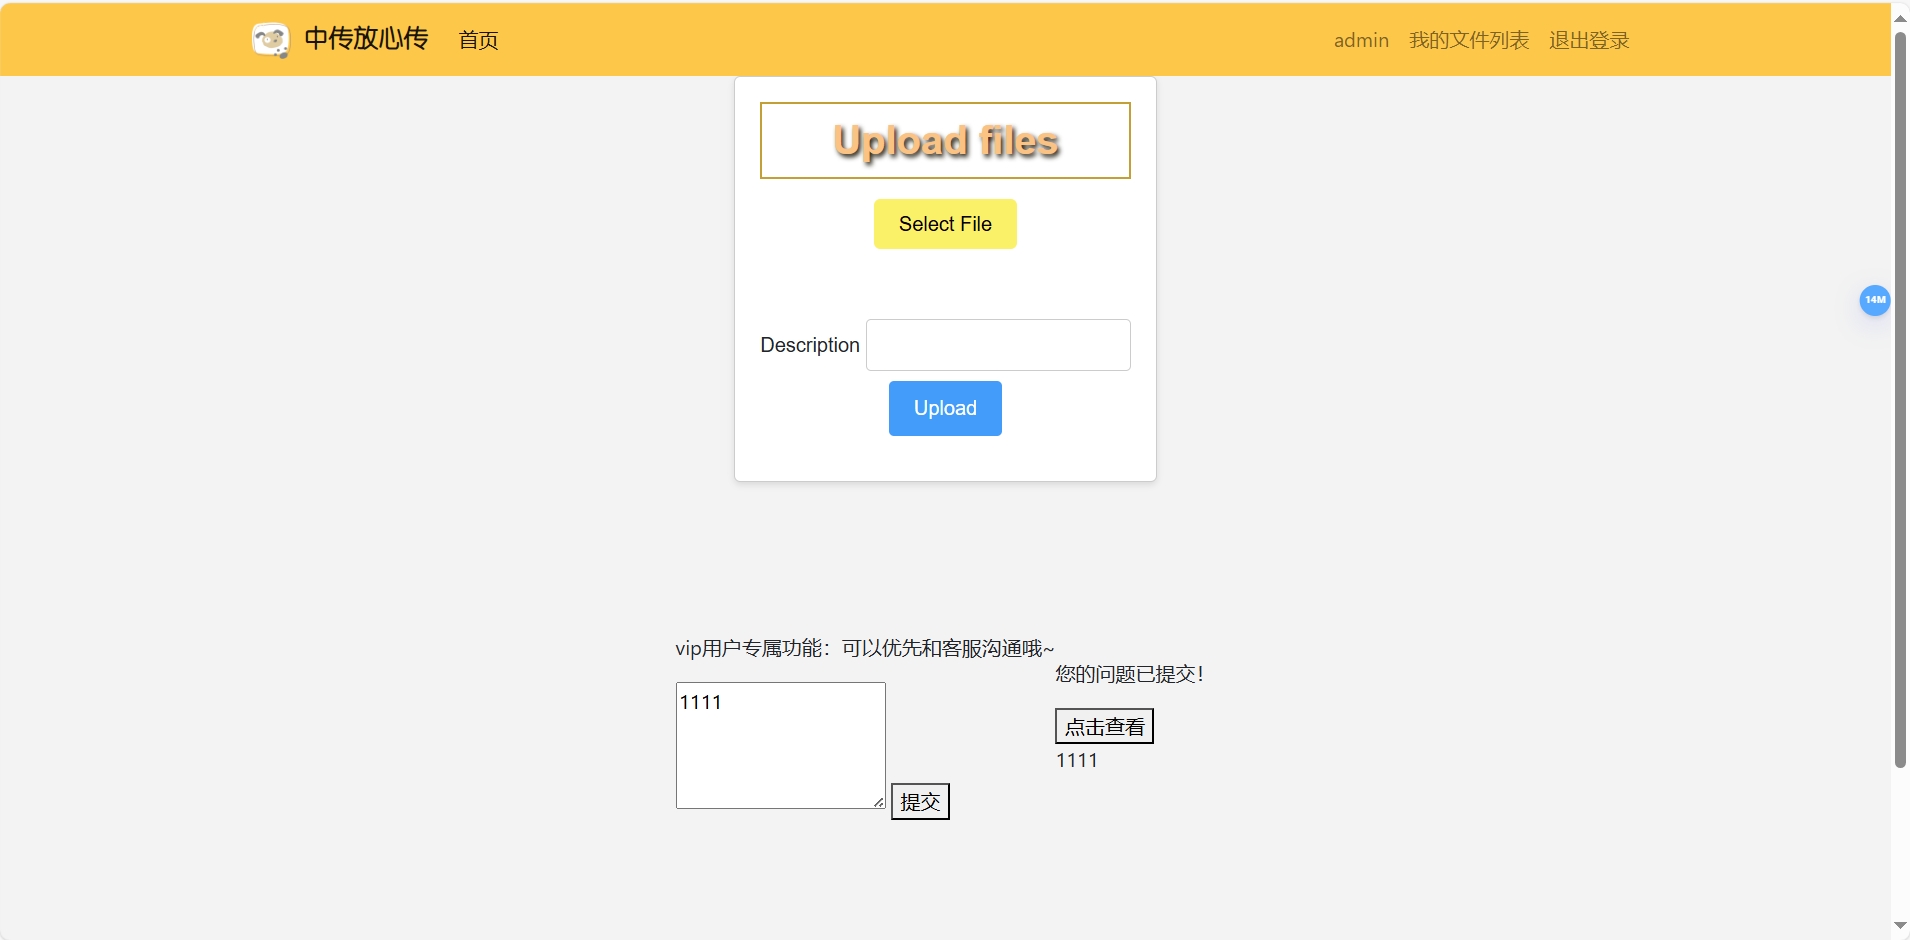 中传放心传 首页 admin 我的文件列表 退出登录
Upload files
Select File
14M
Description
Upload
vip用户专属功能：可以优先和客服沟通哦~
您的问题已提交！
1111
点击查看
1111
提交